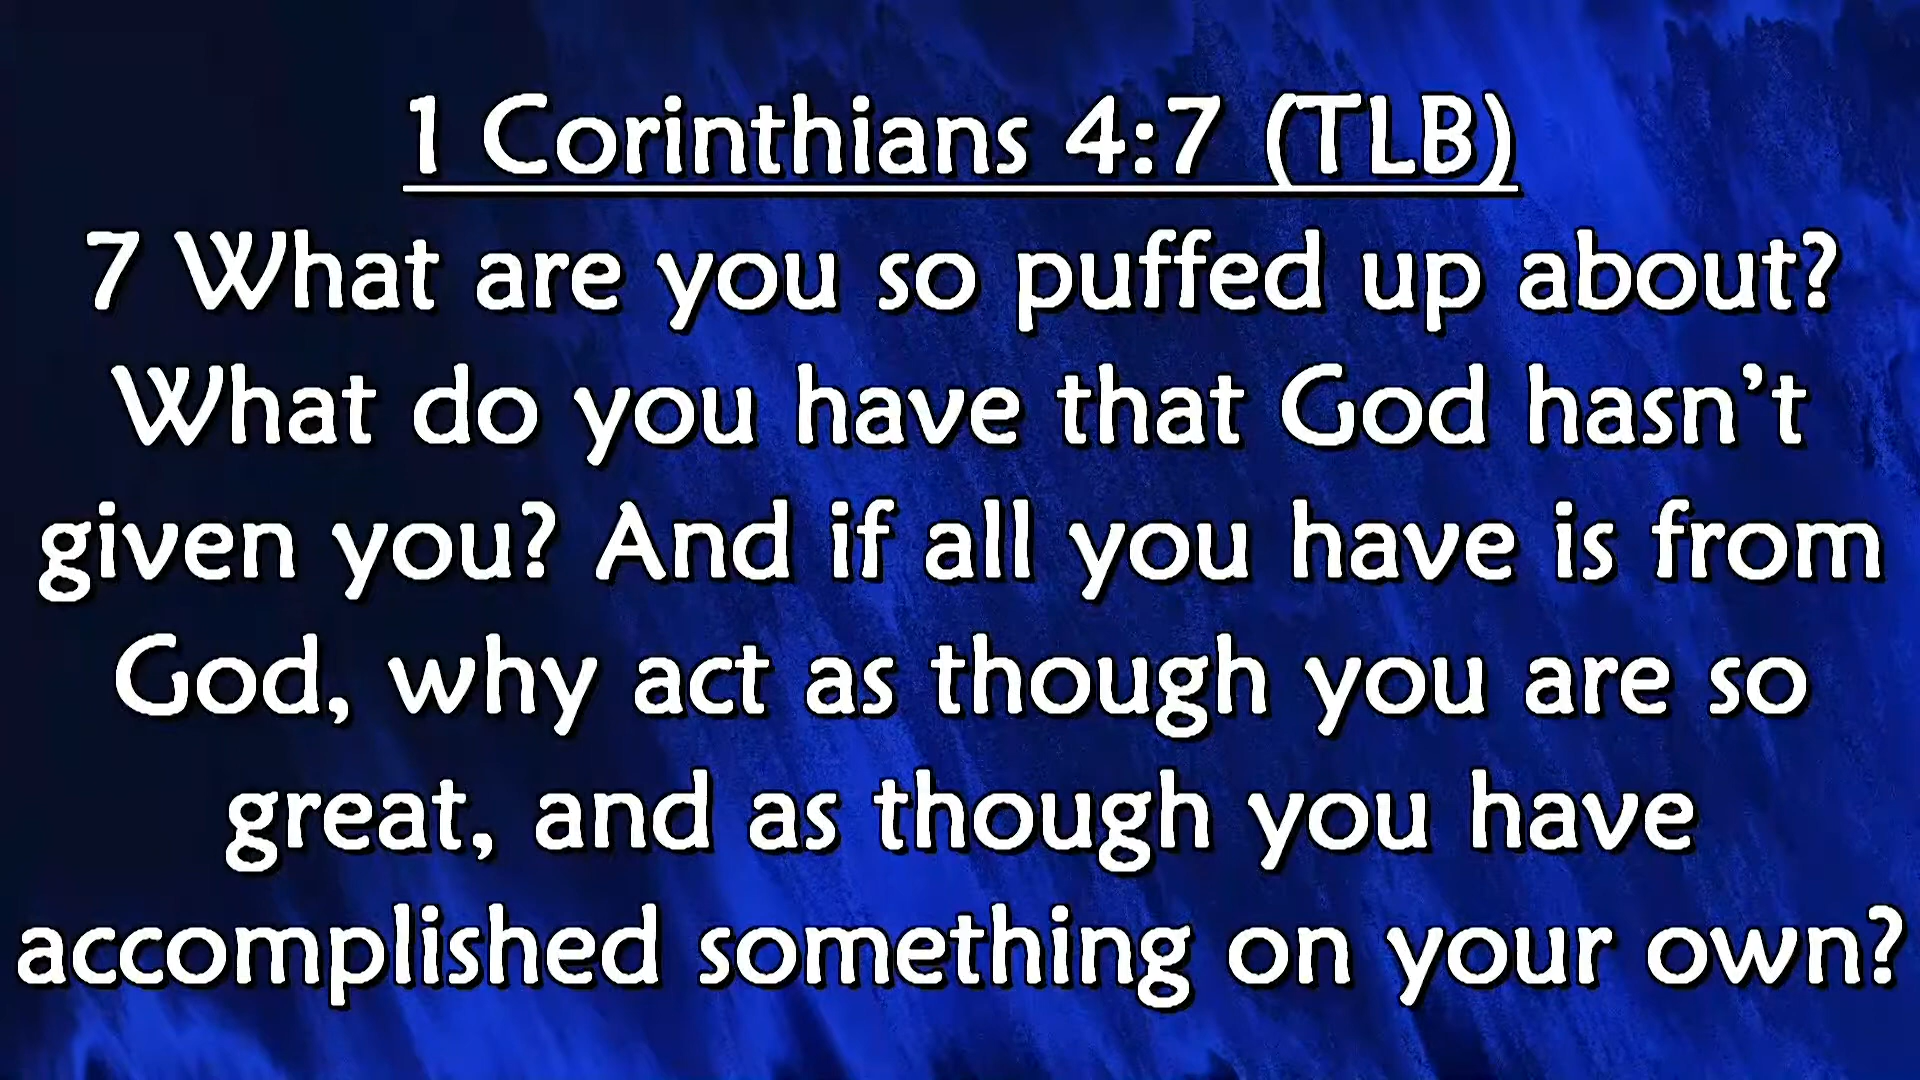 1 Corinthians 4:7 (TLB)
7 What are you so puffed up about?
What do you have that God hasn’t
given you? And if all you have is from
God, why act as though you are so
great, and as though you have
accomplished something on your own?